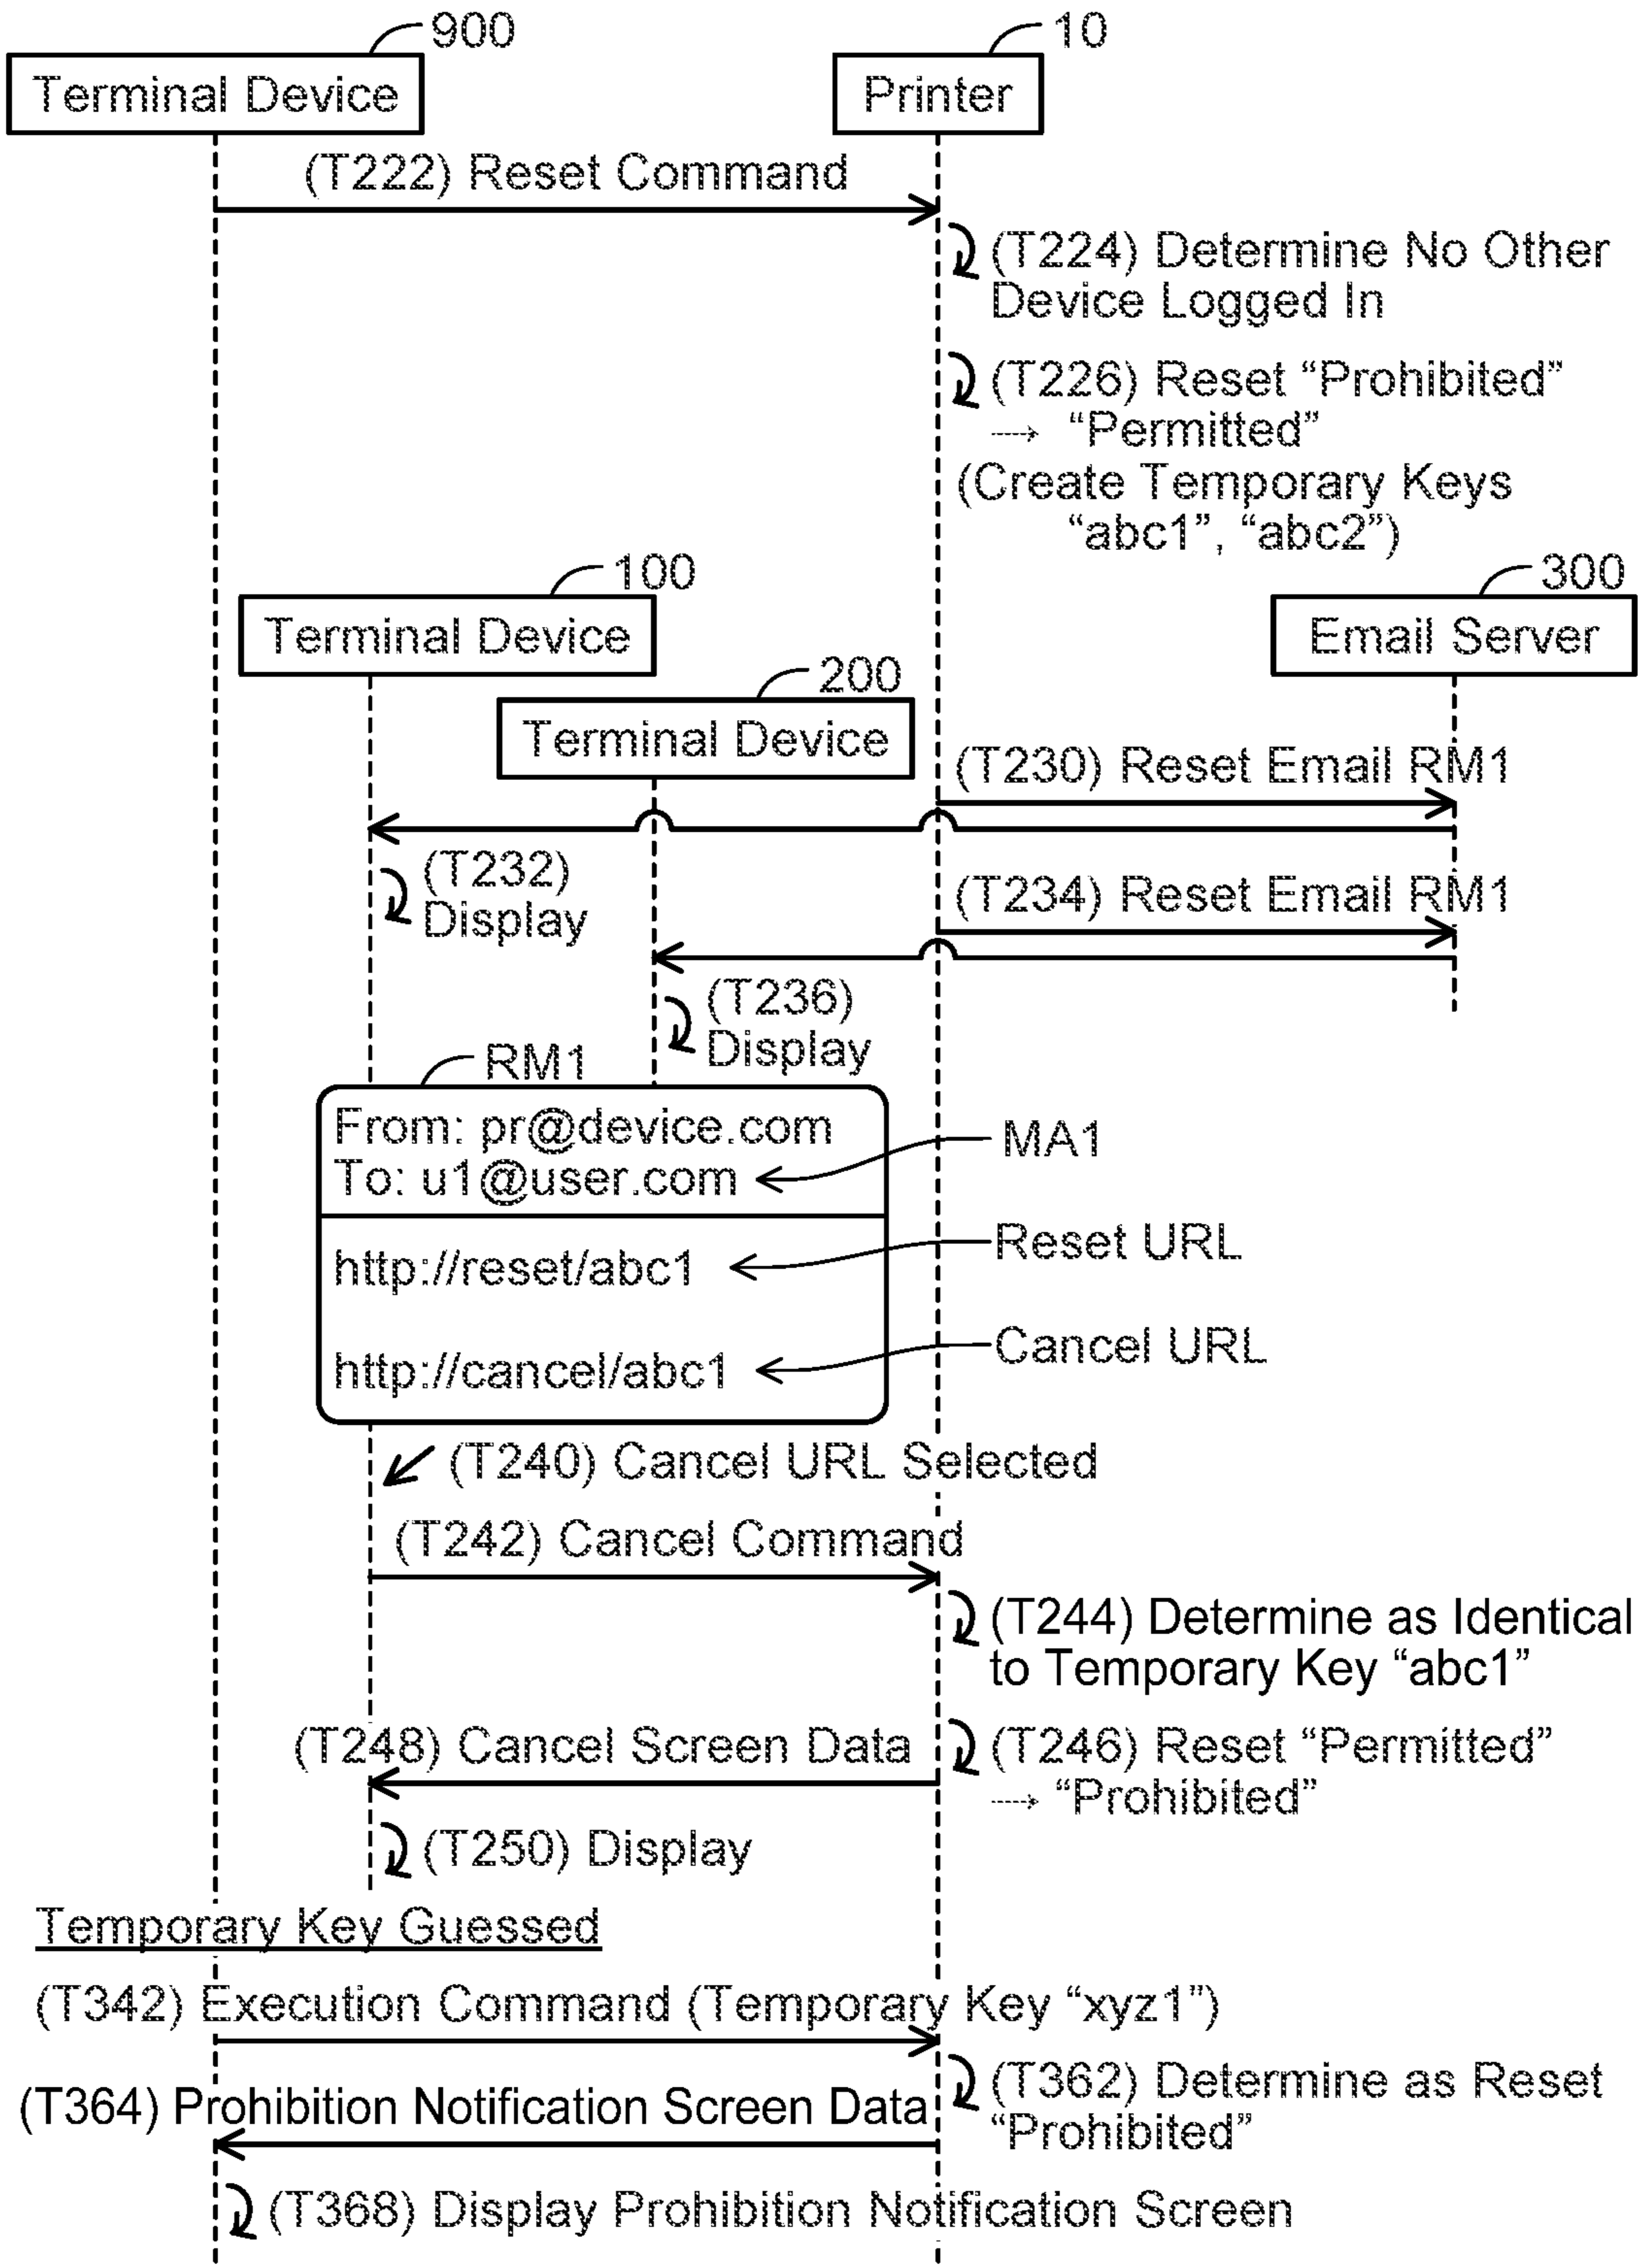 900
10
Terminal Device
Printer
(T222) Reset Command
(T224) Determine No Other
Device Logged In
(T226) Reset “Prohibited”
→ “Permitted”
(Create Temporary Keys
“abc1”, “abc2”)
100
300
Terminal Device
Email Server
200
Terminal Device
(T230) Reset Email RM1
(T232)
Display
(T234) Reset Email RM1
(T236)
Display
RM1
From: pr@device.com
To: u1@user.com
MA1
http://reset/abc1
Reset URL
http://cancel/abc1
Cancel URL
(T240) Cancel URL Selected
(T242) Cancel Command
(T244) Determine as Identical
to Temporary Key “abc1”
(T248) Cancel Screen Data
(T246) Reset “Permitted”
→ “Prohibited”
(T250) Display
Temporary Key Guessed
(T342) Execution Command (Temporary Key “xyz1”)
(T362) Determine as Reset
“Prohibited”
(T364) Prohibition Notification Screen Data
(T368) Display Prohibition Notification Screen